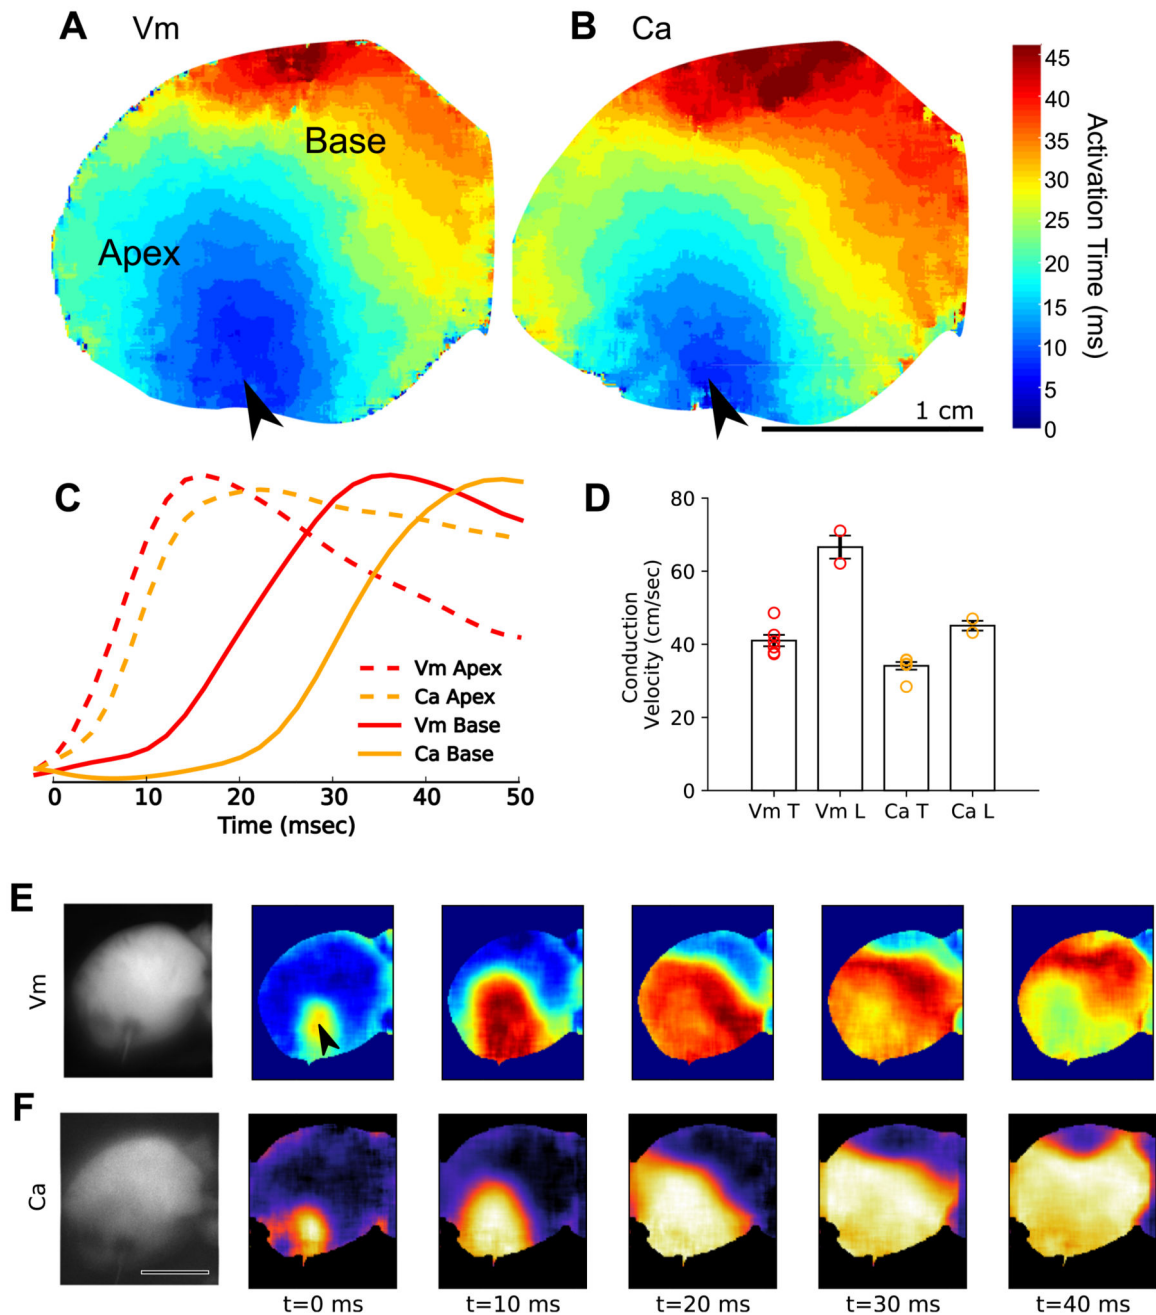 A Vm
B Ca
Base
Apex
1 cm
45
40
35
30
25
20
15
10
5
0
Activation Time (ms)
C
Vm Apex
Ca Apex
Vm Base
Ca Base
0 10 20 30 40 50
Time (msec)
D
80
60
40
20
0
Conduction
Velocity (cm/sec)
Vm T Vm L Ca T Ca L
E
Vm
F
Ca
t=0 ms t=10 ms t=20 ms t=30 ms t=40 ms